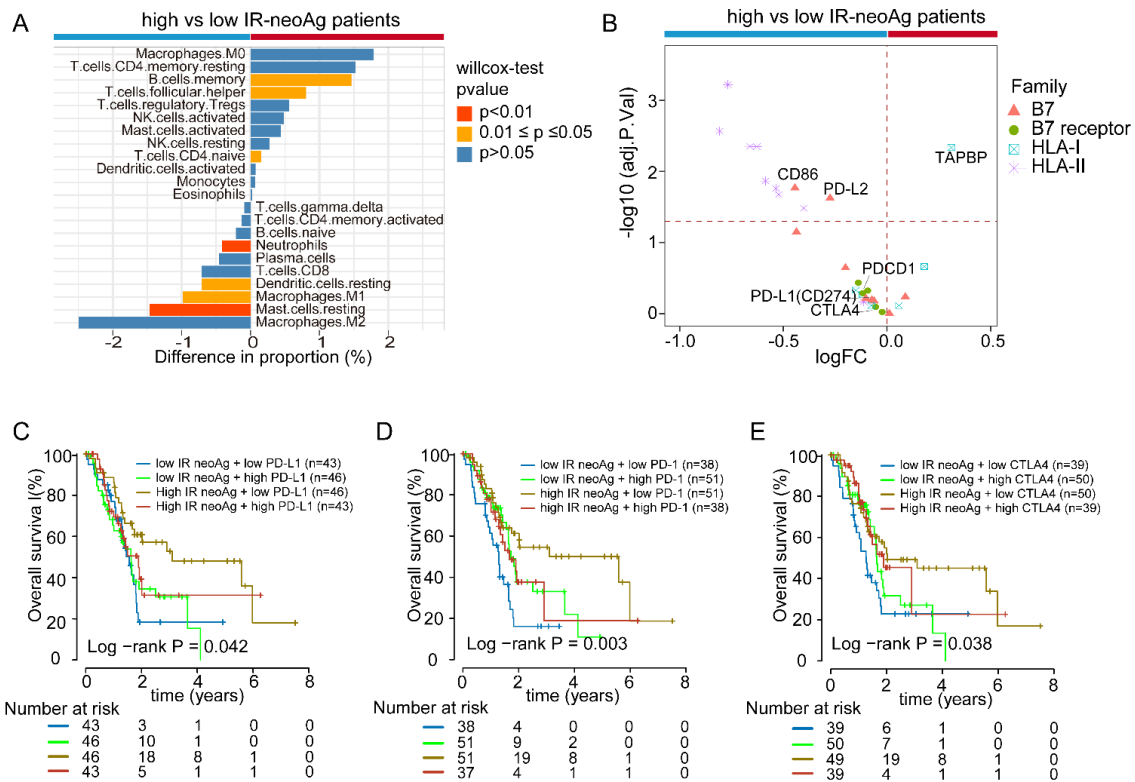 A
high vs low IR-neoAg patients
Macrophages.M0
T.cells.CD4.memory.resting
B.cells.memory
T.cells.follicular.helper
T.cells.regulatory.Tregs
NK.cells.activated
Mast.cells.activated
NK.cells.resting
T.cells.CD4.naive
Dendritic.cells.activated
Monocytes
Eosinophils
T.cells.gamma.delta
T.cells.CD4.memory.activated
B.cells.naive
Neutrophils
Plasma.cells
T.cells.CD8
Dendritic.cells.resting
Macrophages.M1
Mast.cells.resting
Macrophages.M2
-2 -1 0 1 2
Difference in proportion (%)
willcox-test
pvalue
p<0.01
0.01 ≤ p ≤0.05
p>0.05
B
high vs low IR-neoAg patients
-log10 (adj.P.Val)
3
2
1
0
TAPBP
CD86
PD-L2
PDCD1
PD-L1(CD274)
CTLA4
-1.0 -0.5 0.0 0.5
logFC
Family
B7
B7 receptor
HLA-I
HLA-II
C
Overall survival(%)
100
80
60
40
20
0
low IR neoAg + low PD-L1 (n=43)
low IR neoAg + high PD-L1 (n=46)
High IR neoAg + low PD-L1 (n=46)
High IR neoAg + high PD-L1 (n=43)
Log −rank P = 0.042
0 2 4 6 8
time (years)
Number at risk
43 3 1 0 0
46 10 1 0 0
46 18 8 1 0
43 5 1 1 0
D
Overall survival (%)
100
80
60
40
20
0
low IR neoAg + low PD-1 (n=38)
low IR neoAg + high PD-1 (n=51)
high IR neoAg + low PD-1 (n=51)
high IR neoAg + high PD-1 (n=38)
Log −rank P = 0.003
0 2 4 6 8
time (years)
Number at risk
38 4 0 0 0
51 9 2 0 0
51 19 8 1 0
37 4 1 1 0
E
Overall survival (%)
100
80
60
40
20
0
low IR neoAg + low CTLA4 (n=39)
low IR neoAg + high CTLA4 (n=50)
High IR neoAg + low CTLA4 (n=50)
High IR neoAg + high CTLA4 (n=39)
Log −rank P = 0.038
0 2 4 6 8
time (years)
Number at risk
39 6 1 0 0
50 7 1 0 0
49 19 8 1 0
39 4 1 1 0